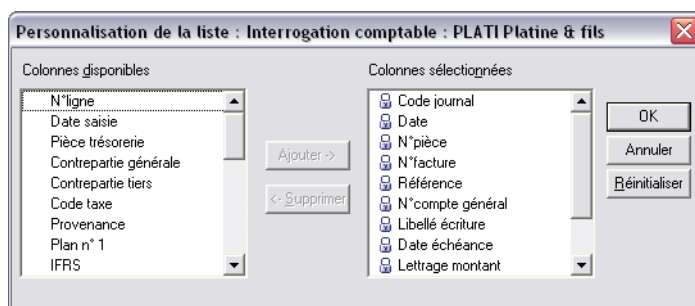 Personnalisation de la liste : Interrogation comptable : PLATI Platine & fils
Colonnes disponibles
N°ligne
Date saisie
Pièce trésorerie
Contrepartie générale
Contrepartie tiers
Code taxe
Provenance
Plan n° 1
IFRS
Ajouter ->
<- Supprimer
Colonnes sélectionnées
Code journal
Date
N°pièce
N°facture
Référence
N°compte général
Libellé écriture
Date échéance
Lettrage montant
OK
Annuler
Réinitialiser